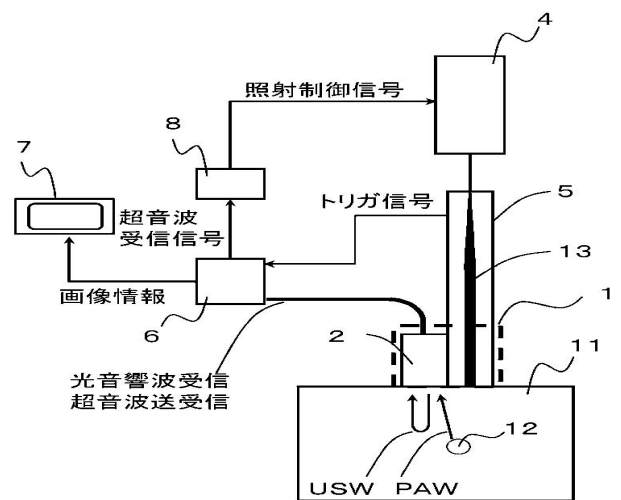 4
照射制御信号
8
7
超音波
受信信号
トリガ信号
5
13
画像情報
6
1
2
11
光音響波受信
超音波送受信
12
USW
PAW